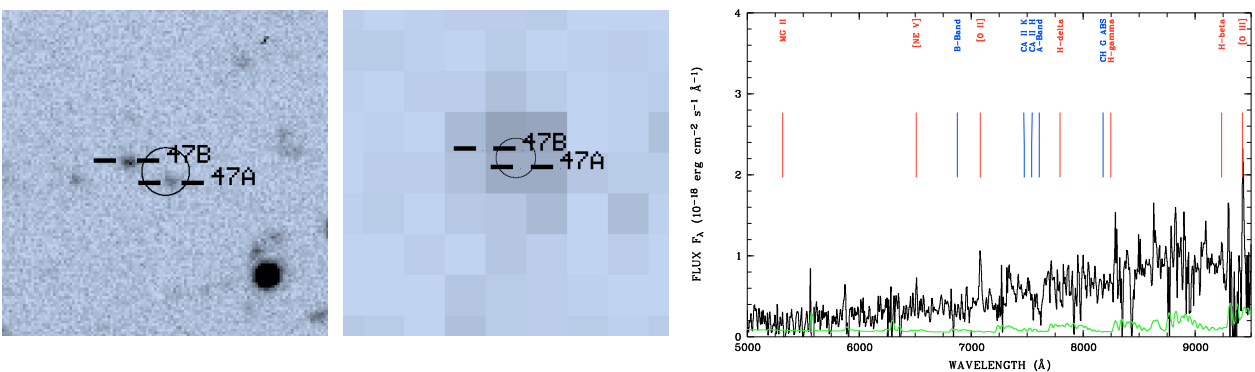 47B
47A
47B
47A
4
3
2
1
0
FLUX Fλ (10⁻¹⁸ erg cm⁻² s⁻¹ Å⁻¹)
MG II
[NE V]
B-Band
[O II]
CA II K
CA II H
A-Band
H-delta
CH G ABS
H-gamma
H-beta
[O III]
5000 6000 7000 8000 9000
WAVELENGTH (Å)